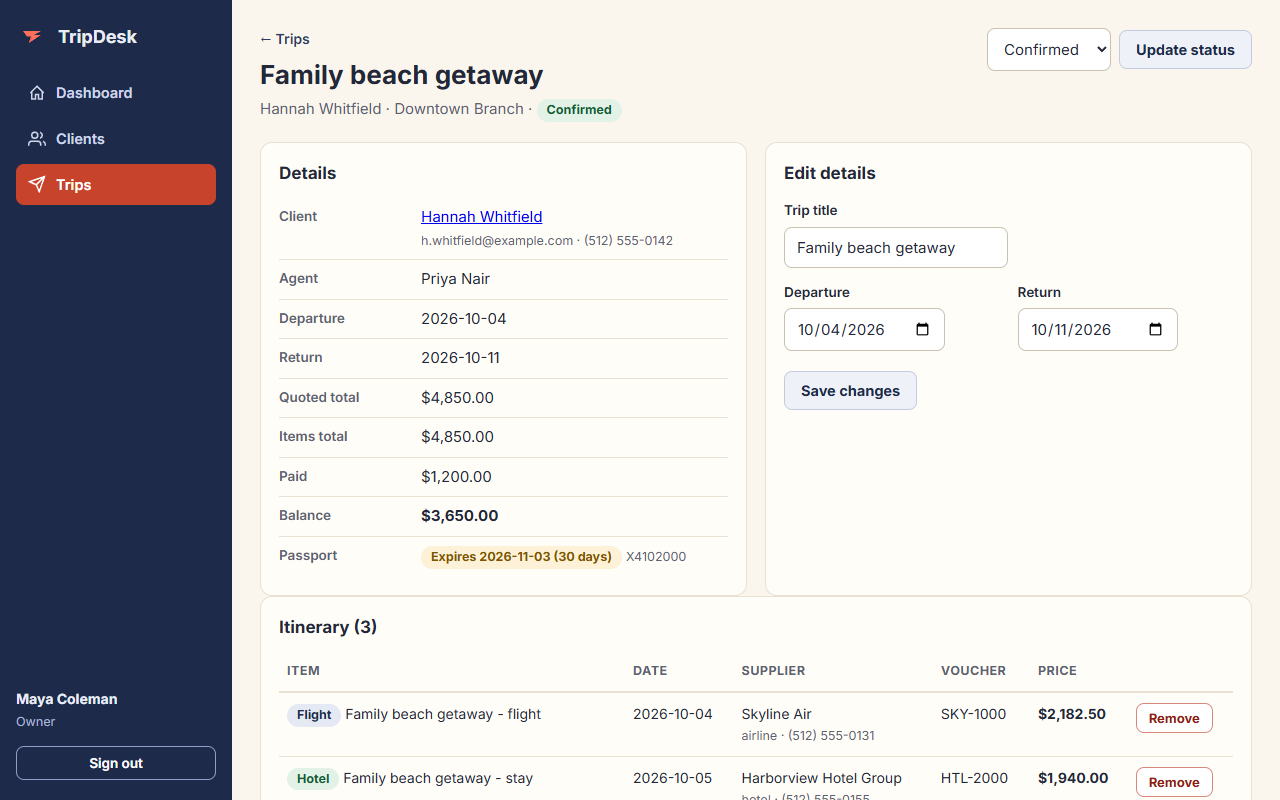 TripDesk
Dashboard
Clients
Trips
Maya Coleman
Owner
Sign out
← Trips
Family beach getaway
Hannah Whitfield · Downtown Branch · Confirmed
Confirmed
Update status
Details
Client
Hannah Whitfield
h.whitfield@example.com · (512) 555-0142
Agent
Priya Nair
Departure
2026-10-04
Return
2026-10-11
Quoted total
$4,850.00
Items total
$4,850.00
Paid
$1,200.00
Balance
$3,650.00
Passport
Expires 2026-11-03 (30 days) X4102000
Edit details
Trip title
Family beach getaway
Departure
10/04/2026
Return
10/11/2026
Save changes
Itinerary (3)
ITEM DATE SUPPLIER VOUCHER PRICE
Flight Family beach getaway - flight 2026-10-04 Skyline Air SKY-1000 $2,182.50 Remove
airline · (512) 555-0131
Hotel Family beach getaway - stay 2026-10-05 Harborview Hotel Group HTL-2000 $1,940.00 Remove
hotel · (512) 555-0155